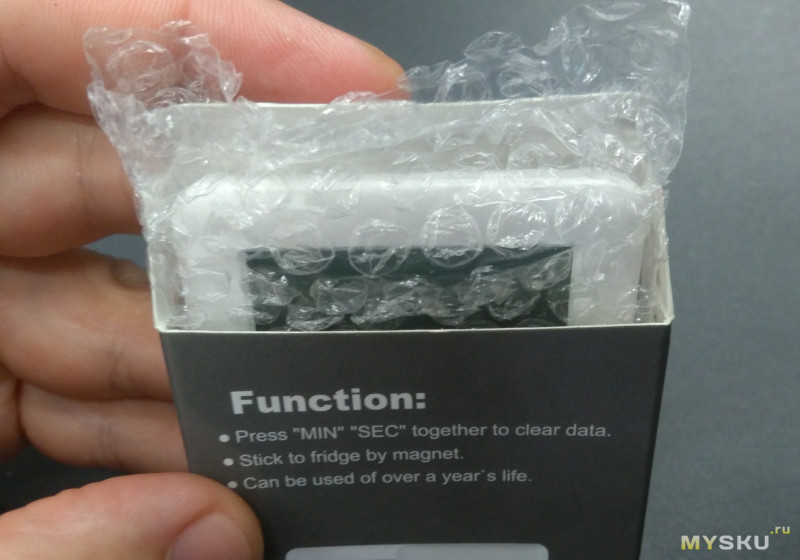 Function:
● Press "MIN" "SEC" together to clear data.
● Stick to fridge by magnet.
● Can be used of over a year`s life.
MYSKU.ru